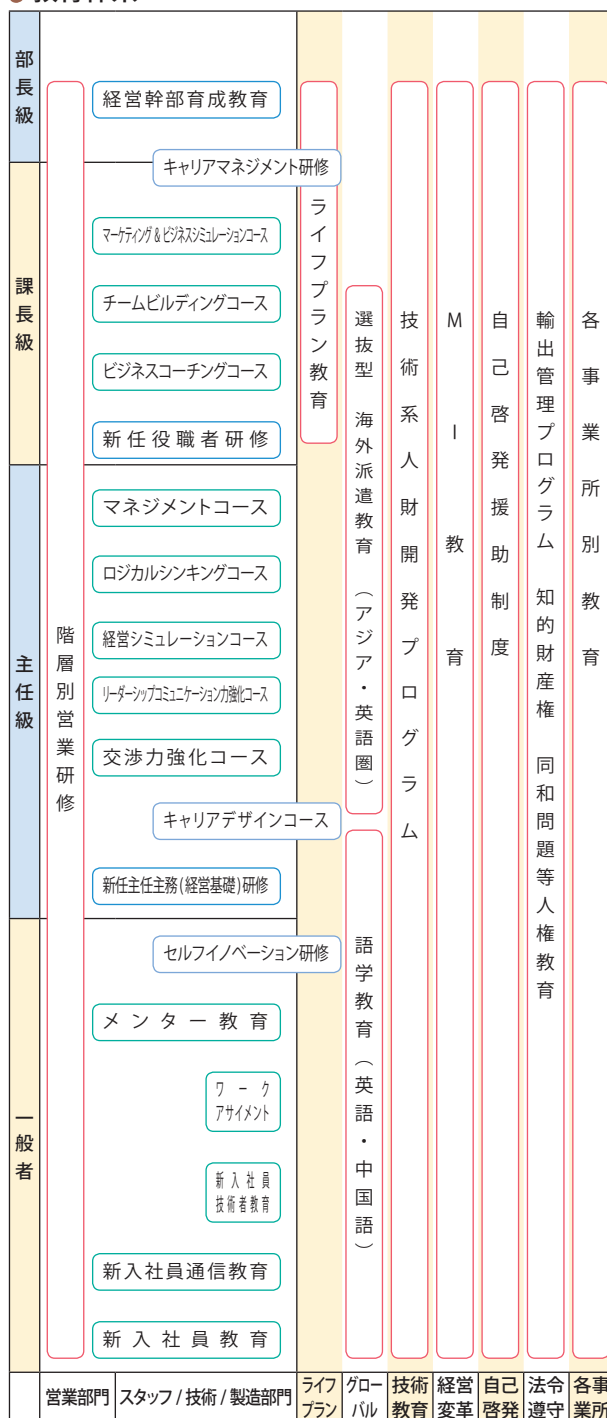 部長級
課長級
主任級
一般者
階層別営業研修
経営幹部育成教育
キャリアマネジメント研修
マーケティング&ビジネスシミュレーションコース
チームビルディングコース
ビジネスコーチングコース
新任役職者研修
マネジメントコース
ロジカルシンキングコース
経営シミュレーションコース
リーダーシップコミュニケーション力強化コース
交渉力強化コース
キャリアデザインコース
新任主任主務(経営基礎)研修
セルフイノベーション研修
メンター教育
ワーク
アサイメント
新入社員
技術者教育
新入社員通信教育
新入社員教育
ライフプラン教育
選抜型 海外派遣教育 (アジア・英語圏)
語学教育(英語・中国語)
技術系人財開発プログラム
MI教育
自己啓発援助制度
輸出管理プログラム 知的財産権 同和問題等人権教育
各事業所別教育
営業部門
スタッフ/技術/製造部門
ライフ
プラン
グロー
バル
技術
教育
経営
変革
自己
啓発
法令
遵守
各事
業所